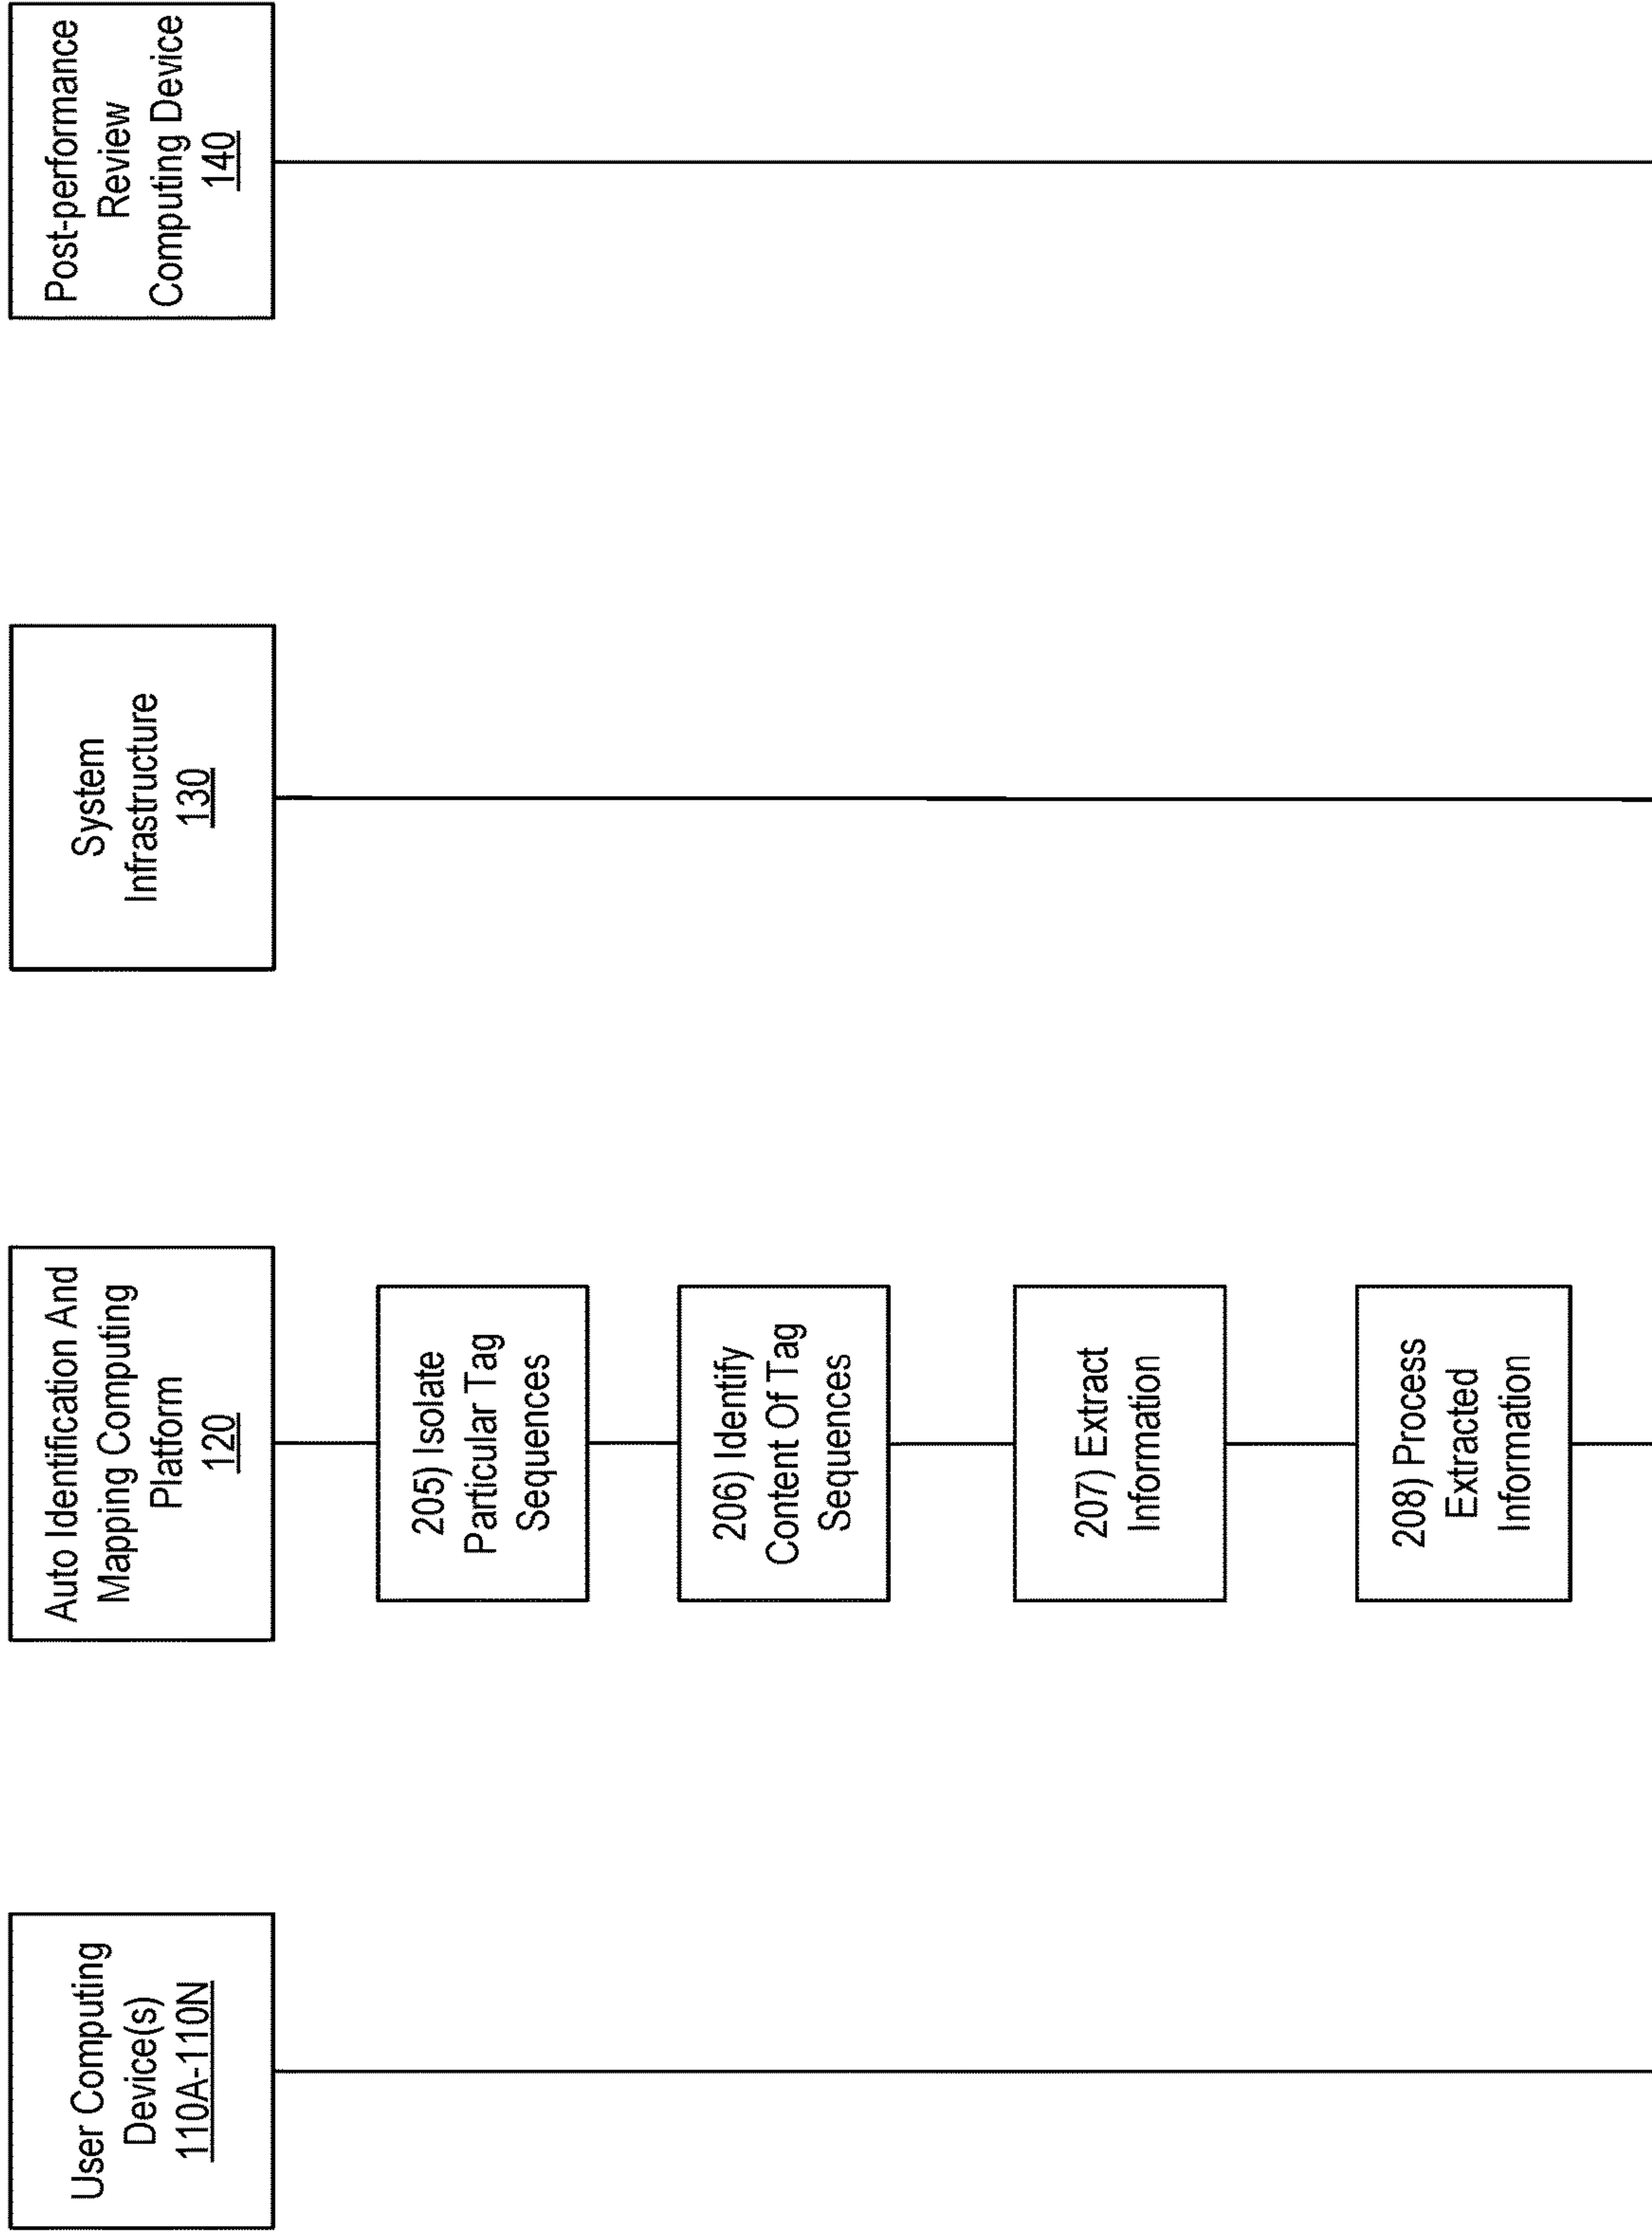 User Computing
Device(s)
110A-110N
Auto Identification And
Mapping Computing
Platform
120
System
Infrastructure
130
Post-performance
Review
Computing Device
140
205) Isolate
Particular Tag
Sequences
206) Identify
Content Of Tag
Sequences
207) Extract
Information
208) Process
Extracted
Information